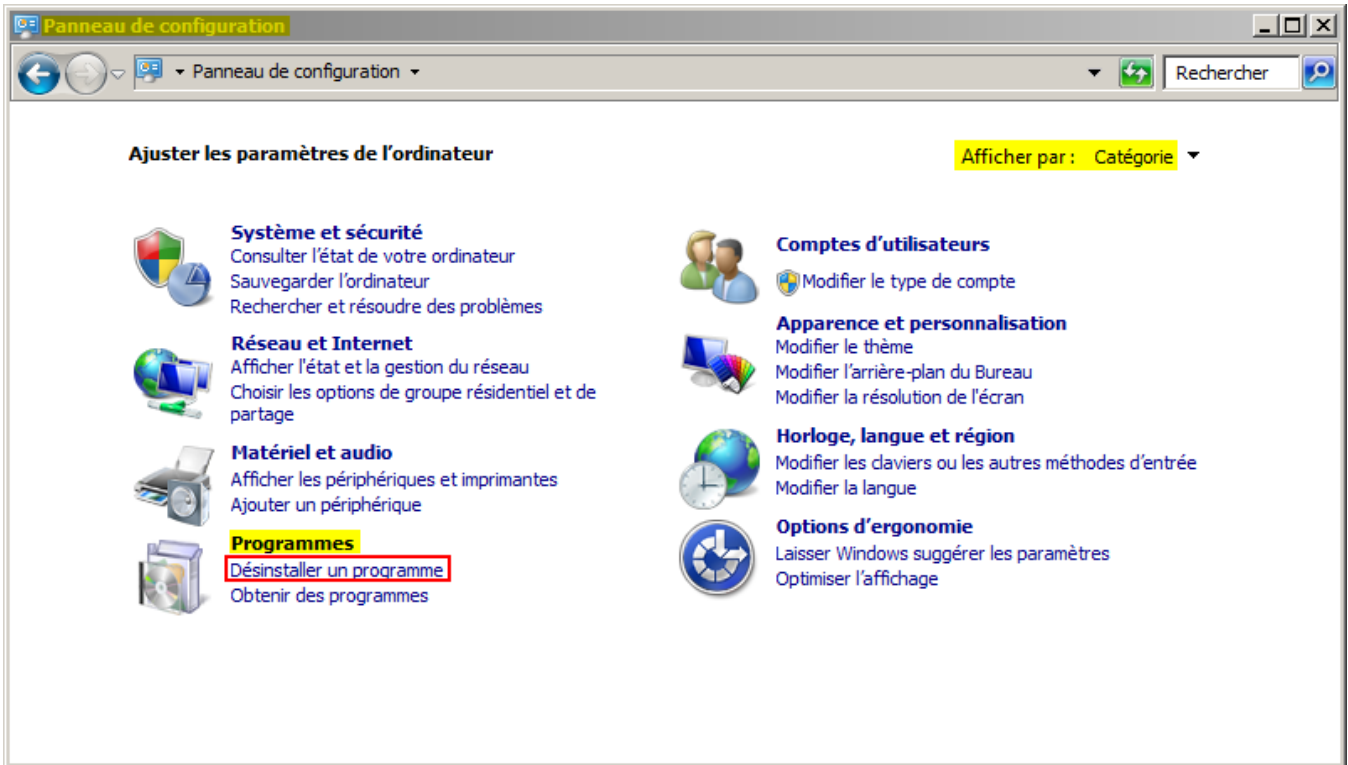 Panneau de configuration
Panneau de configuration
Rechercher
Ajuster les paramètres de l’ordinateur
Afficher par : Catégorie
Système et sécurité
Consulter l’état de votre ordinateur
Sauvegarder l’ordinateur
Rechercher et résoudre des problèmes
Réseau et Internet
Afficher l'état et la gestion du réseau
Choisir les options de groupe résidentiel et de
partage
Matériel et audio
Afficher les périphériques et imprimantes
Ajouter un périphérique
Programmes
Désinstaller un programme
Obtenir des programmes
Comptes d’utilisateurs
Modifier le type de compte
Apparence et personnalisation
Modifier le thème
Modifier l’arrière-plan du Bureau
Modifier la résolution de l'écran
Horloge, langue et région
Modifier les claviers ou les autres méthodes d’entrée
Modifier la langue
Options d’ergonomie
Laisser Windows suggérer les paramètres
Optimiser l’affichage